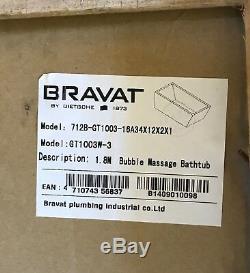 BRAVAT
BY DIETSCHE 1873
Model: 712B-GT1003-18A34X12X2X1
Model: GT1003W-3
Description: 1.8M Bubble Massage Bathtub
EAN: 4 710743 56837
B1409010098
Bravat plumbing industrial co.Ltd